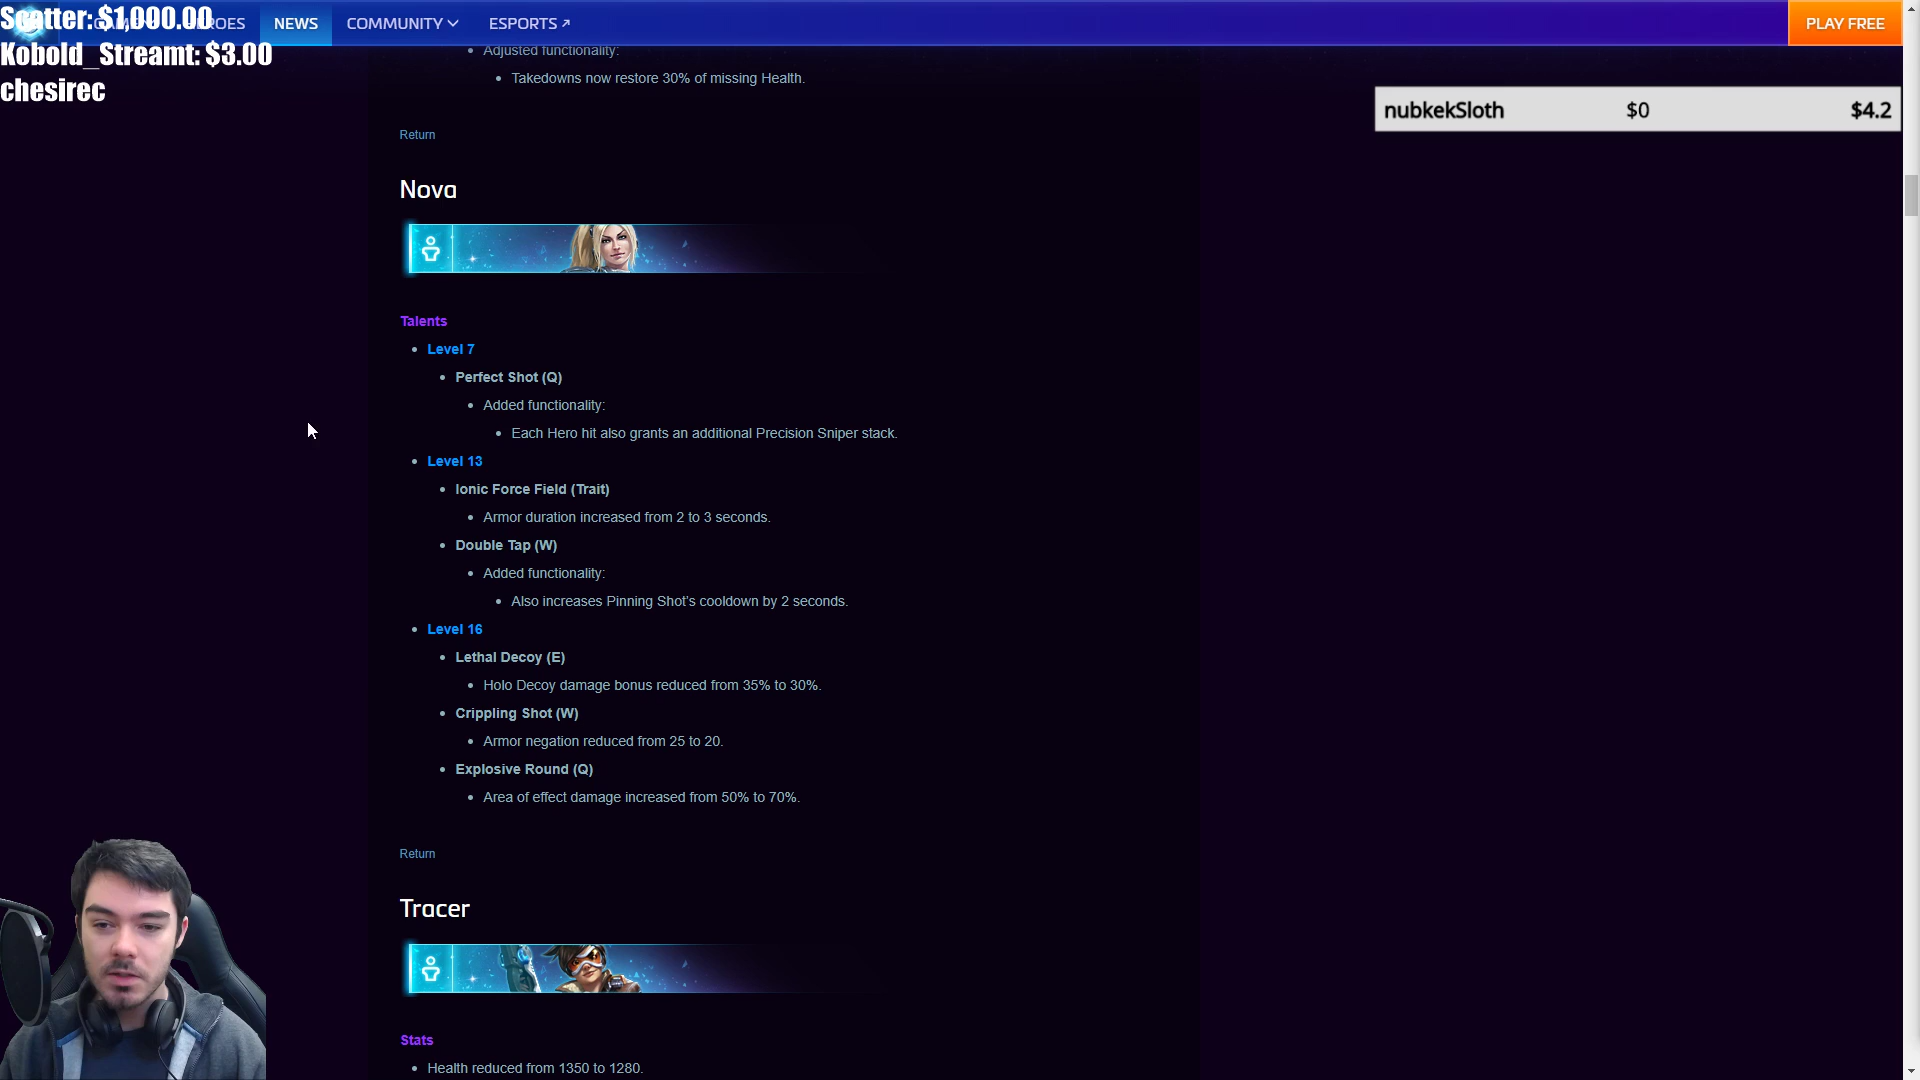 Scatter: $1,000.00
HEROES
NEWS
COMMUNITY
ESPORTS
PLAY FREE
Kobold_Streamt: $3.00
chesirec
nubkekSloth $0 $4.2
Adjusted functionality:
Takedowns now restore 30% of missing Health.
Return
Nova
Talents
Level 7
Perfect Shot (Q)
Added functionality:
Each Hero hit also grants an additional Precision Sniper stack.
Level 13
Ionic Force Field (Trait)
Armor duration increased from 2 to 3 seconds.
Double Tap (W)
Added functionality:
Also increases Pinning Shot's cooldown by 2 seconds.
Level 16
Lethal Decoy (E)
Holo Decoy damage bonus reduced from 35% to 30%.
Crippling Shot (W)
Armor negation reduced from 25 to 20.
Explosive Round (Q)
Area of effect damage increased from 50% to 70%.
Return
Tracer
Stats
Health reduced from 1350 to 1280.